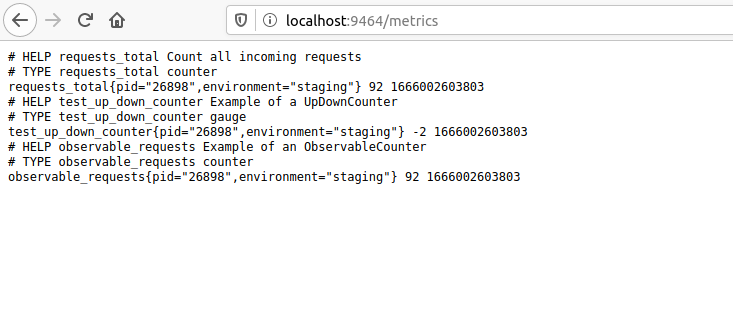 localhost:9464/metrics
# HELP requests_total Count all incoming requests
# TYPE requests_total counter
requests_total{pid="26898",environment="staging"} 92 1666002603803
# HELP test_up_down_counter Example of a UpDownCounter
# TYPE test_up_down_counter gauge
test_up_down_counter{pid="26898",environment="staging"} -2 1666002603803
# HELP observable_requests Example of an ObservableCounter
# TYPE observable_requests counter
observable_requests{pid="26898",environment="staging"} 92 1666002603803